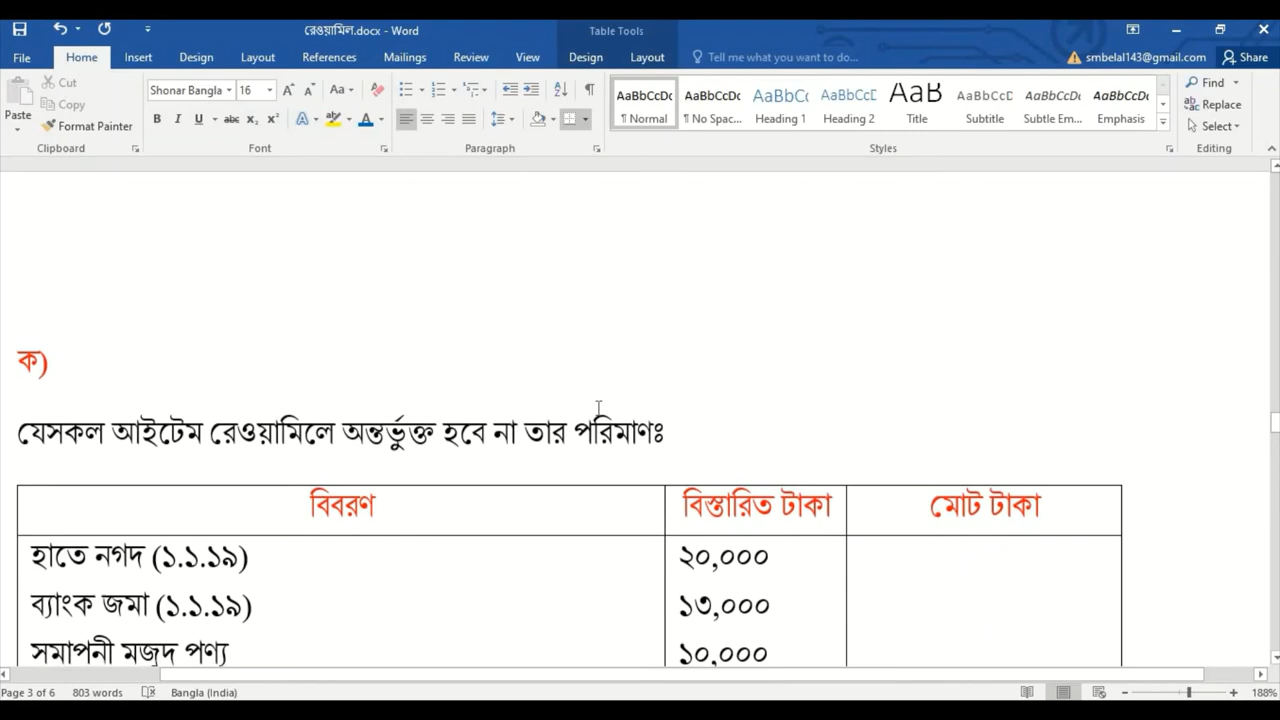 রেওয়ামিল.docx - Word
Table Tools
File Home Insert Design Layout References Mailings Review View Design Layout Tell me what you want to do... smbelal143@gmail.com Share
Paste Cut
Copy
Format Painter
Shonar Bangla 16
AaBbCcDc AaBbCcDc AaBbCc AaBbCcD AaB AaBbCcD AaBbCcDc AaBbCcDc
¶ Normal ¶ No Spac... Heading 1 Heading 2 Title Subtitle Subtle Em... Emphasis
Find
Replace
Select
Clipboard Font Paragraph Styles Editing
ক)
যেসকল আইটেম রেওয়ামিলে অন্তর্ভুক্ত হবে না তার পরিমাণঃ
বিবরণ বিস্তারিত টাকা মোট টাকা
হাতে নগদ (১.১.১৯) ২০,০০০
ব্যাংক জমা (১.১.১৯) ১৩,০০০
সমাপনী মজুদ পণ্য ১০,০০০
Page 3 of 6 803 words Bangla (India) 188%